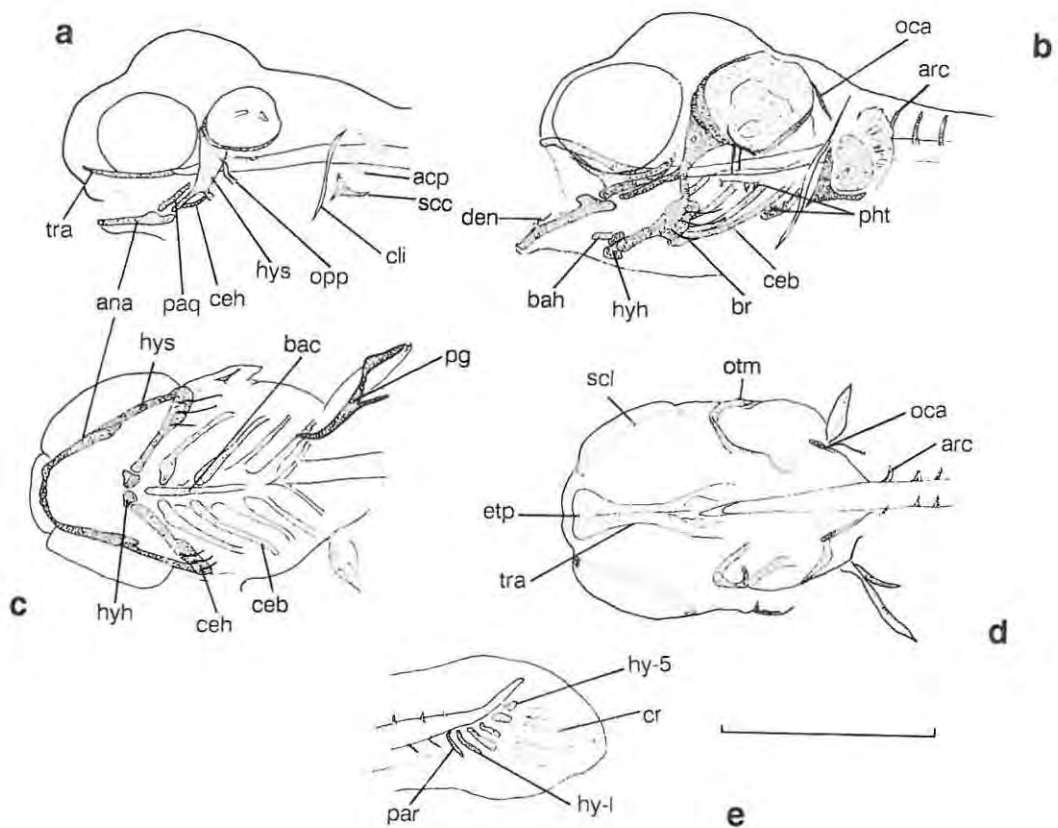 a
tra
ana
paq
ceh
hys
opp
cli
acp
scc
b
oca
arc
den
bah
hyh
br
ceb
pht
c
hys
bac
pg
hyh
ceh
ceb
d
scl
otm
oca
arc
etp
tra
e
hy-5
cr
par
hy-l